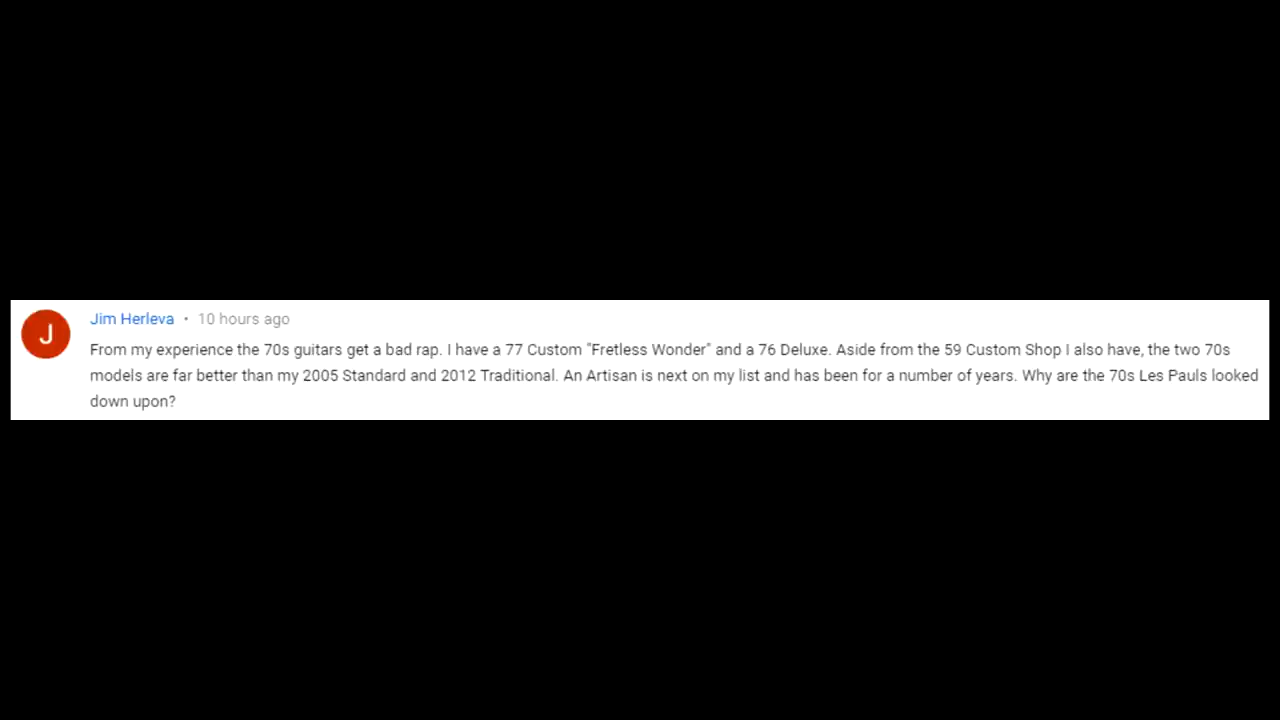 J
Jim Herleva • 10 hours ago
From my experience the 70s guitars get a bad rap. I have a 77 Custom "Fretless Wonder" and a 76 Deluxe. Aside from the 59 Custom Shop I also have, the two 70s
models are far better than my 2005 Standard and 2012 Traditional. An Artisan is next on my list and has been for a number of years. Why are the 70s Les Pauls looked
down upon?